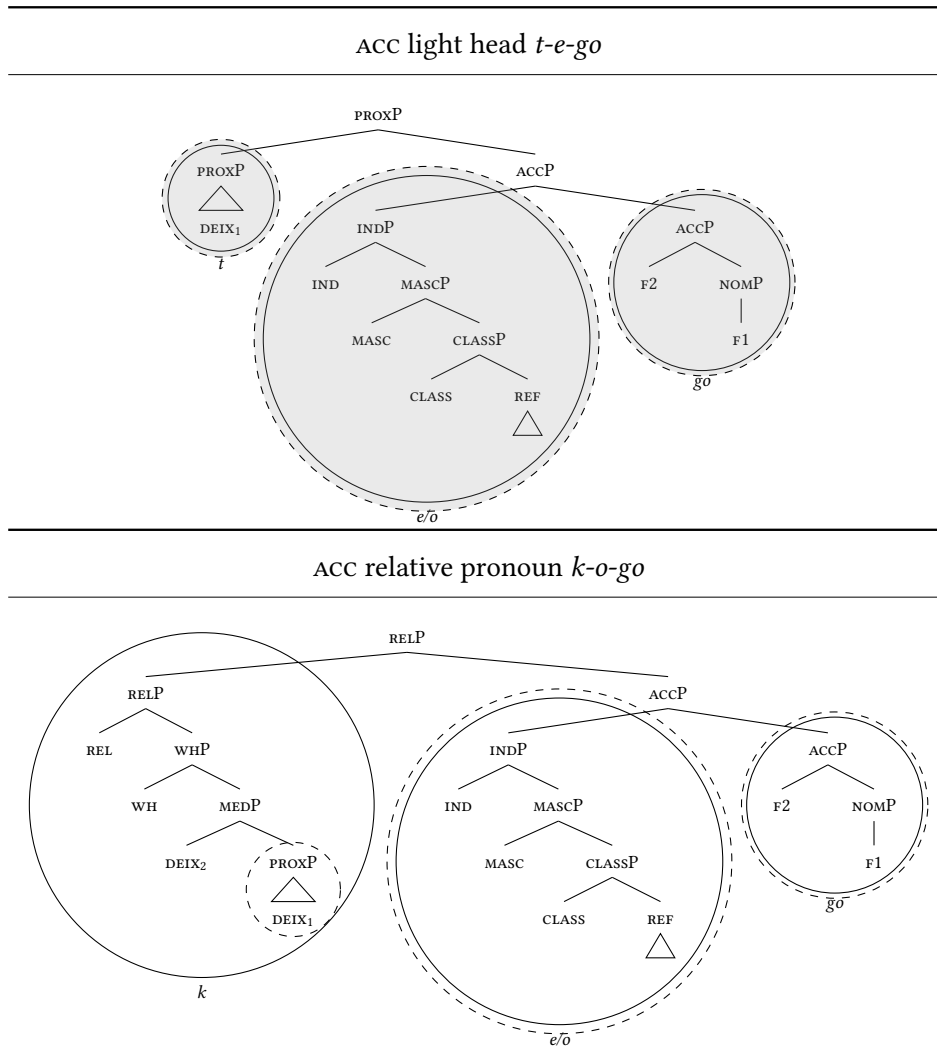 ACC light head t-e-go
PROXP
PROXP ACCP
DEIX₁ INDP ACCP
t
IND MASCP F2 NOMP
MASC CLASSP F1
go
CLASS REF
e/o
ACC relative pronoun k-o-go
RELP
RELP ACCP
REL WHP INDP ACCP
WH MEDP IND MASCP F2 NOMP
DEIX₂ PROXP MASC CLASSP F1
go
DEIX₁ CLASS REF
k
e/o